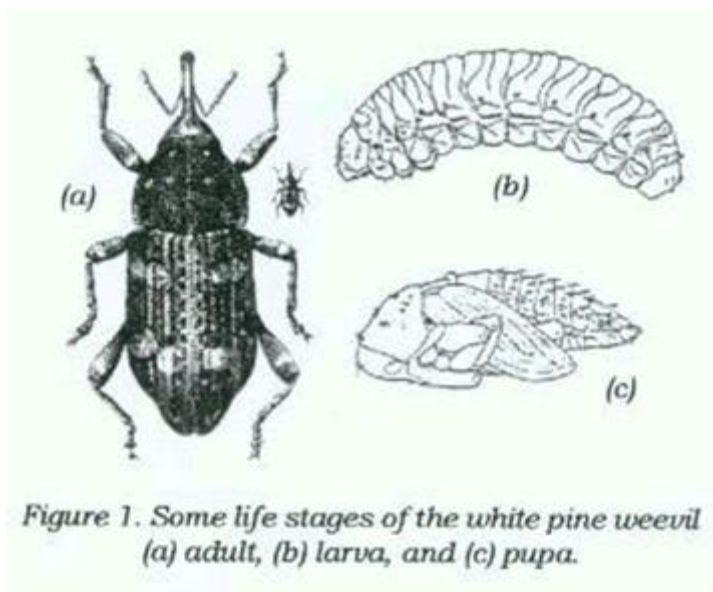 (a)
(b)
(c)
Figure 1. Some life stages of the white pine weevil
(a) adult, (b) larva, and (c) pupa.